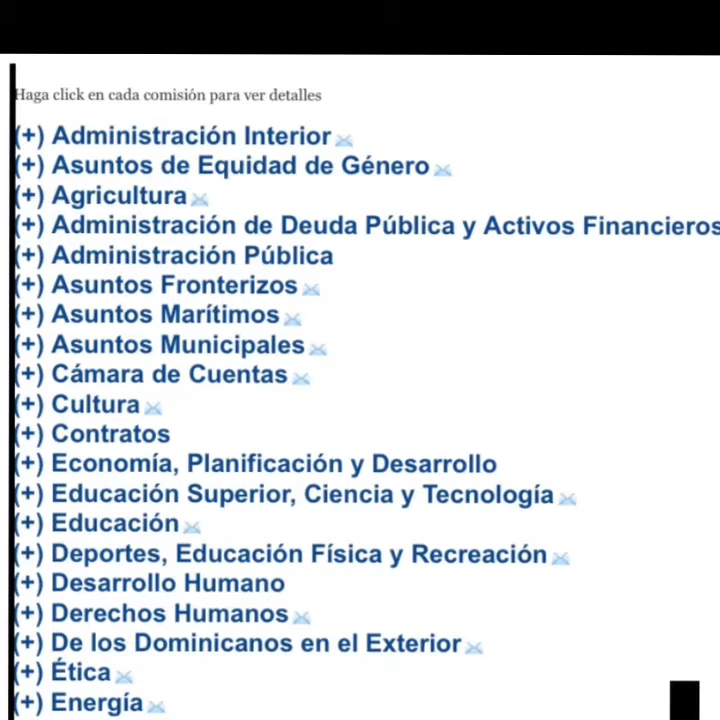 Haga click en cada comisión para ver detalles
(+) Administración Interior
(+) Asuntos de Equidad de Género
(+) Agricultura
(+) Administración de Deuda Pública y Activos Financieros
(+) Administración Pública
(+) Asuntos Fronterizos
(+) Asuntos Marítimos
(+) Asuntos Municipales
(+) Cámara de Cuentas
(+) Cultura
(+) Contratos
(+) Economía, Planificación y Desarrollo
(+) Educación Superior, Ciencia y Tecnología
(+) Educación
(+) Deportes, Educación Física y Recreación
(+) Desarrollo Humano
(+) Derechos Humanos
(+) De los Dominicanos en el Exterior
(+) Ética
(+) Energía